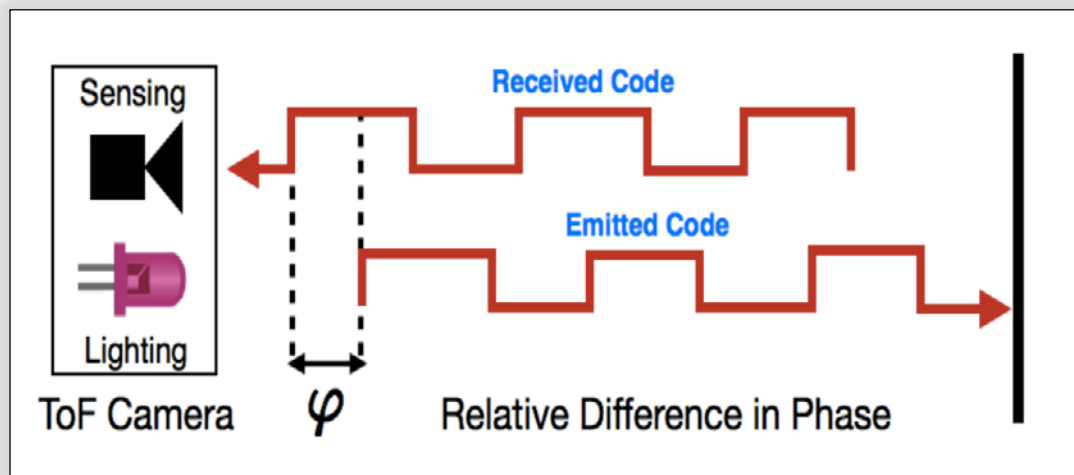 Sensing
Received Code
Emitted Code
Lighting
ToF Camera
φ
Relative Difference in Phase